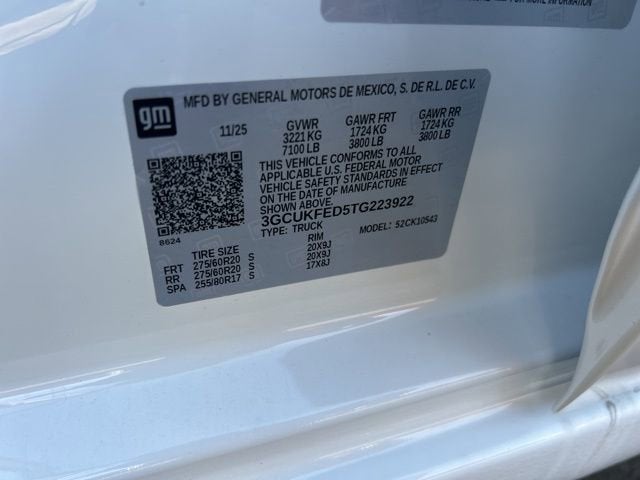 FOR MORE INFORMATION
gm
MFD BY GENERAL MOTORS DE MEXICO, S. DE R.L. DE C.V.
11/25 GVWR GAWR FRT GAWR RR
3221 KG 1724 KG 1724 KG
7100 LB 3800 LB 3800 LB
THIS VEHICLE CONFORMS TO ALL
APPLICABLE U.S. FEDERAL MOTOR
VEHICLE SAFETY STANDARDS IN EFFECT
ON THE DATE OF MANUFACTURE
SHOWN ABOVE.
3GCUKFED5TG223922
8624 TYPE: TRUCK MODEL: 52CK10543
TIRE SIZE RIM
FRT 275/60R20 S 20X9J
RR 275/60R20 S 20X9J
SPA 255/80R17 S 17X8J